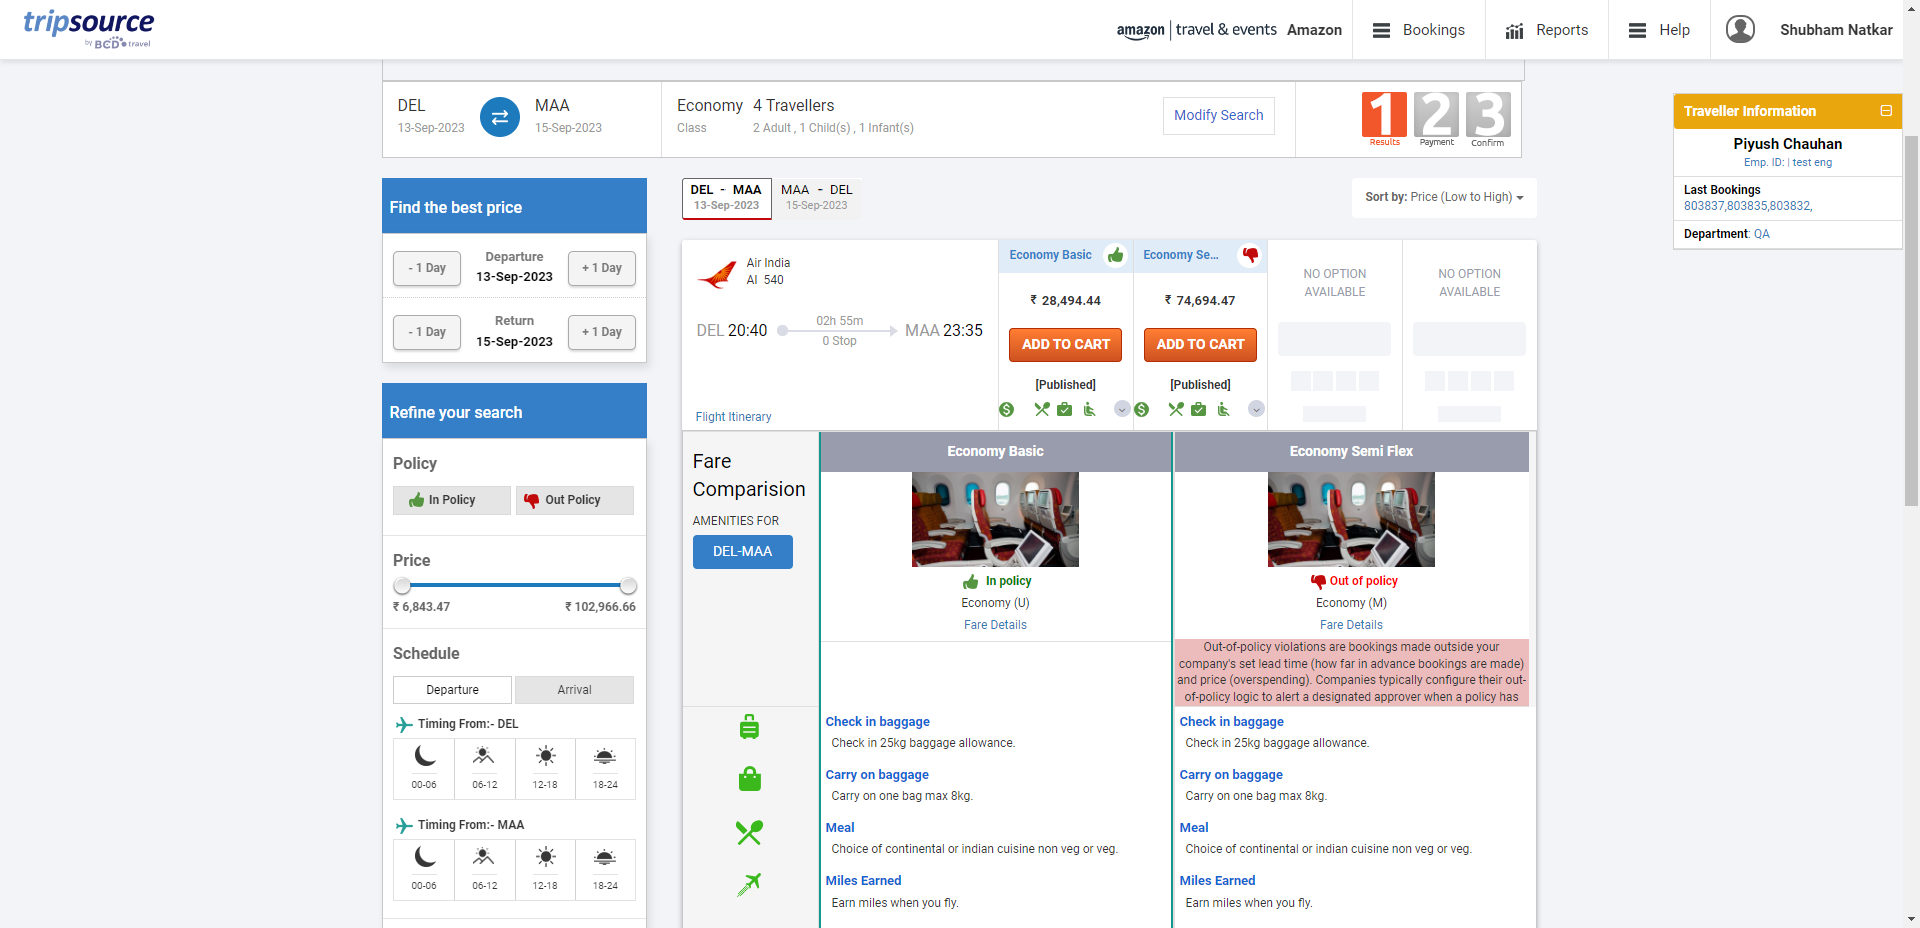 tripsource
by BCD travel
amazon travel & events Amazon
Bookings
Reports
Help
Shubham Natkar
DEL
13-Sep-2023
MAA
15-Sep-2023
Economy
Class
4 Travellers
2 Adult , 1 Child(s) , 1 Infant(s)
Modify Search
1
Results
2
Payment
3
Confirm
Traveller Information
Piyush Chauhan
Emp. ID: | test eng
Last Bookings
803837,803835,803832,
Department: QA
Find the best price
- 1 Day
Departure
13-Sep-2023
+ 1 Day
- 1 Day
Return
15-Sep-2023
+ 1 Day
Refine your search
Policy
In Policy
Out Policy
Price
₹ 6,843.47
₹ 102,966.66
Schedule
Departure
Arrival
Timing From:- DEL
00-06
06-12
12-18
18-24
Timing From:- MAA
00-06
06-12
12-18
18-24
DEL - MAA
13-Sep-2023
MAA - DEL
15-Sep-2023
Sort by: Price (Low to High)
Air India
AI 540
DEL 20:40
02h 55m
0 Stop
MAA 23:35
Flight Itinerary
Economy Basic
₹ 28,494.44
ADD TO CART
[Published]
Economy Se...
₹ 74,694.47
ADD TO CART
[Published]
NO OPTION
AVAILABLE
NO OPTION
AVAILABLE
Fare
Comparision
AMENITIES FOR
DEL-MAA
Economy Basic
In policy
Economy (U)
Fare Details
Economy Semi Flex
Out of policy
Economy (M)
Fare Details
Out-of-policy violations are bookings made outside your
company's set lead time (how far in advance bookings are made)
and price (overspending). Companies typically configure their out-
of-policy logic to alert a designated approver when a policy has
Check in baggage
Check in 25kg baggage allowance.
Carry on baggage
Carry on one bag max 8kg.
Meal
Choice of continental or indian cuisine non veg or veg.
Miles Earned
Earn miles when you fly.
Check in baggage
Check in 25kg baggage allowance.
Carry on baggage
Carry on one bag max 8kg.
Meal
Choice of continental or indian cuisine non veg or veg.
Miles Earned
Earn miles when you fly.